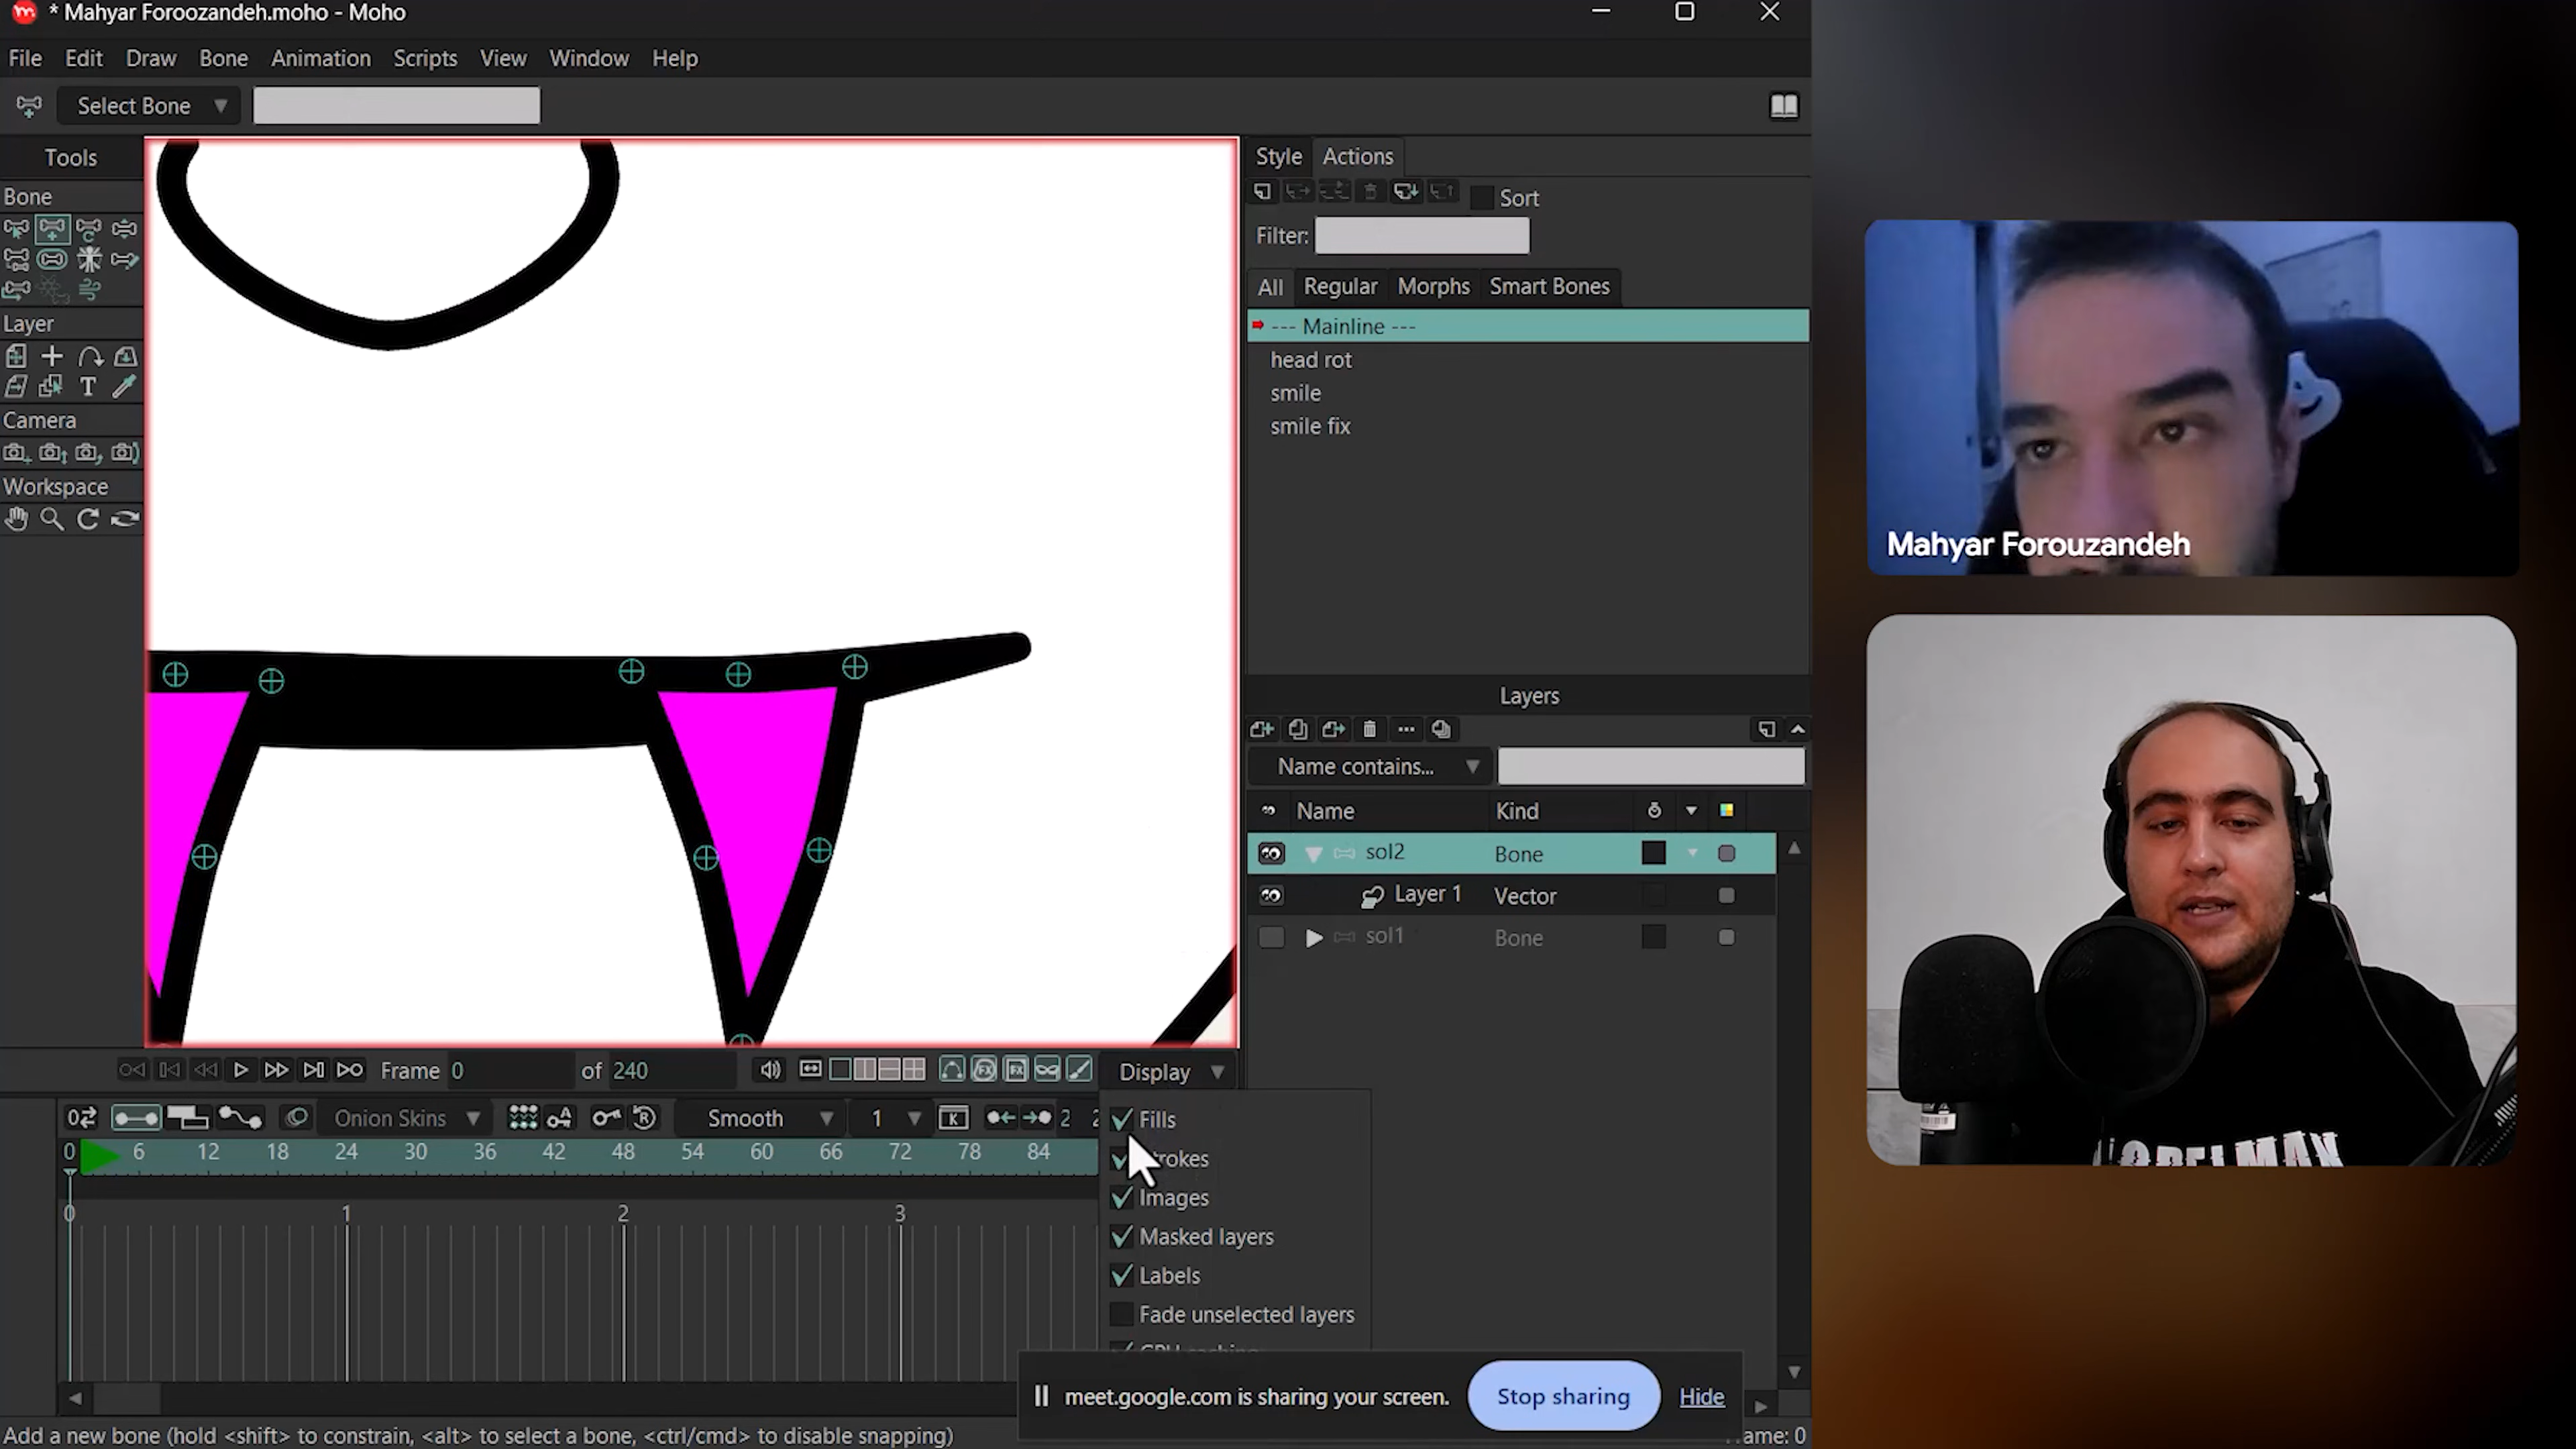 * Mahyar Foroozandeh.moho - Moho
File Edit Draw Bone Animation Scripts View Window Help
Select Bone
Tools
Bone
Layer
T
Camera
Workspace
Style Actions
Sort
Filter:
All Regular Morphs Smart Bones
--- Mainline ---
head rot
smile
smile fix
Layers
Name contains...
Name Kind
sol2 Bone
Layer 1 Vector
sol1 Bone
Frame 0 of 240
Display
Onion Skins Smooth 1 K 2
0 6 12 18 24 30 36 42 48 54 60 66 72 78 84
0 1 2 3
Fills
Images
Masked layers
Labels
Fade unselected layers
meet.google.com is sharing your screen. Stop sharing Hide
Add a new bone (hold <shift> to constrain, <alt> to select a bone, <ctrl/cmd> to disable snapping)
Mahyar Forouzandeh